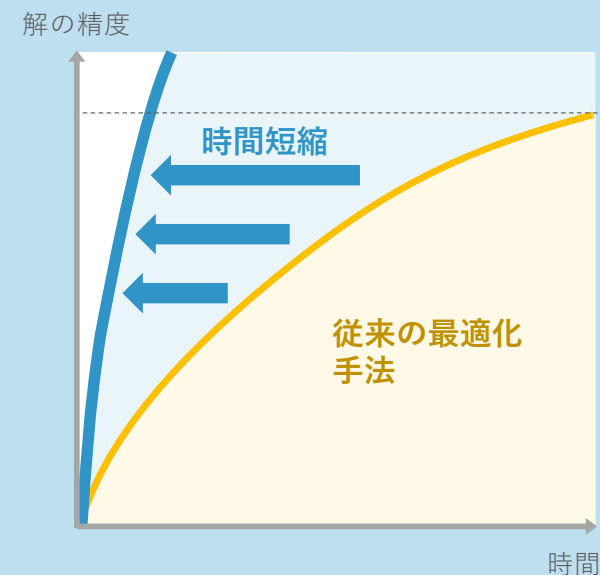 解の精度
時間短縮
従来の最適化
手法
時間